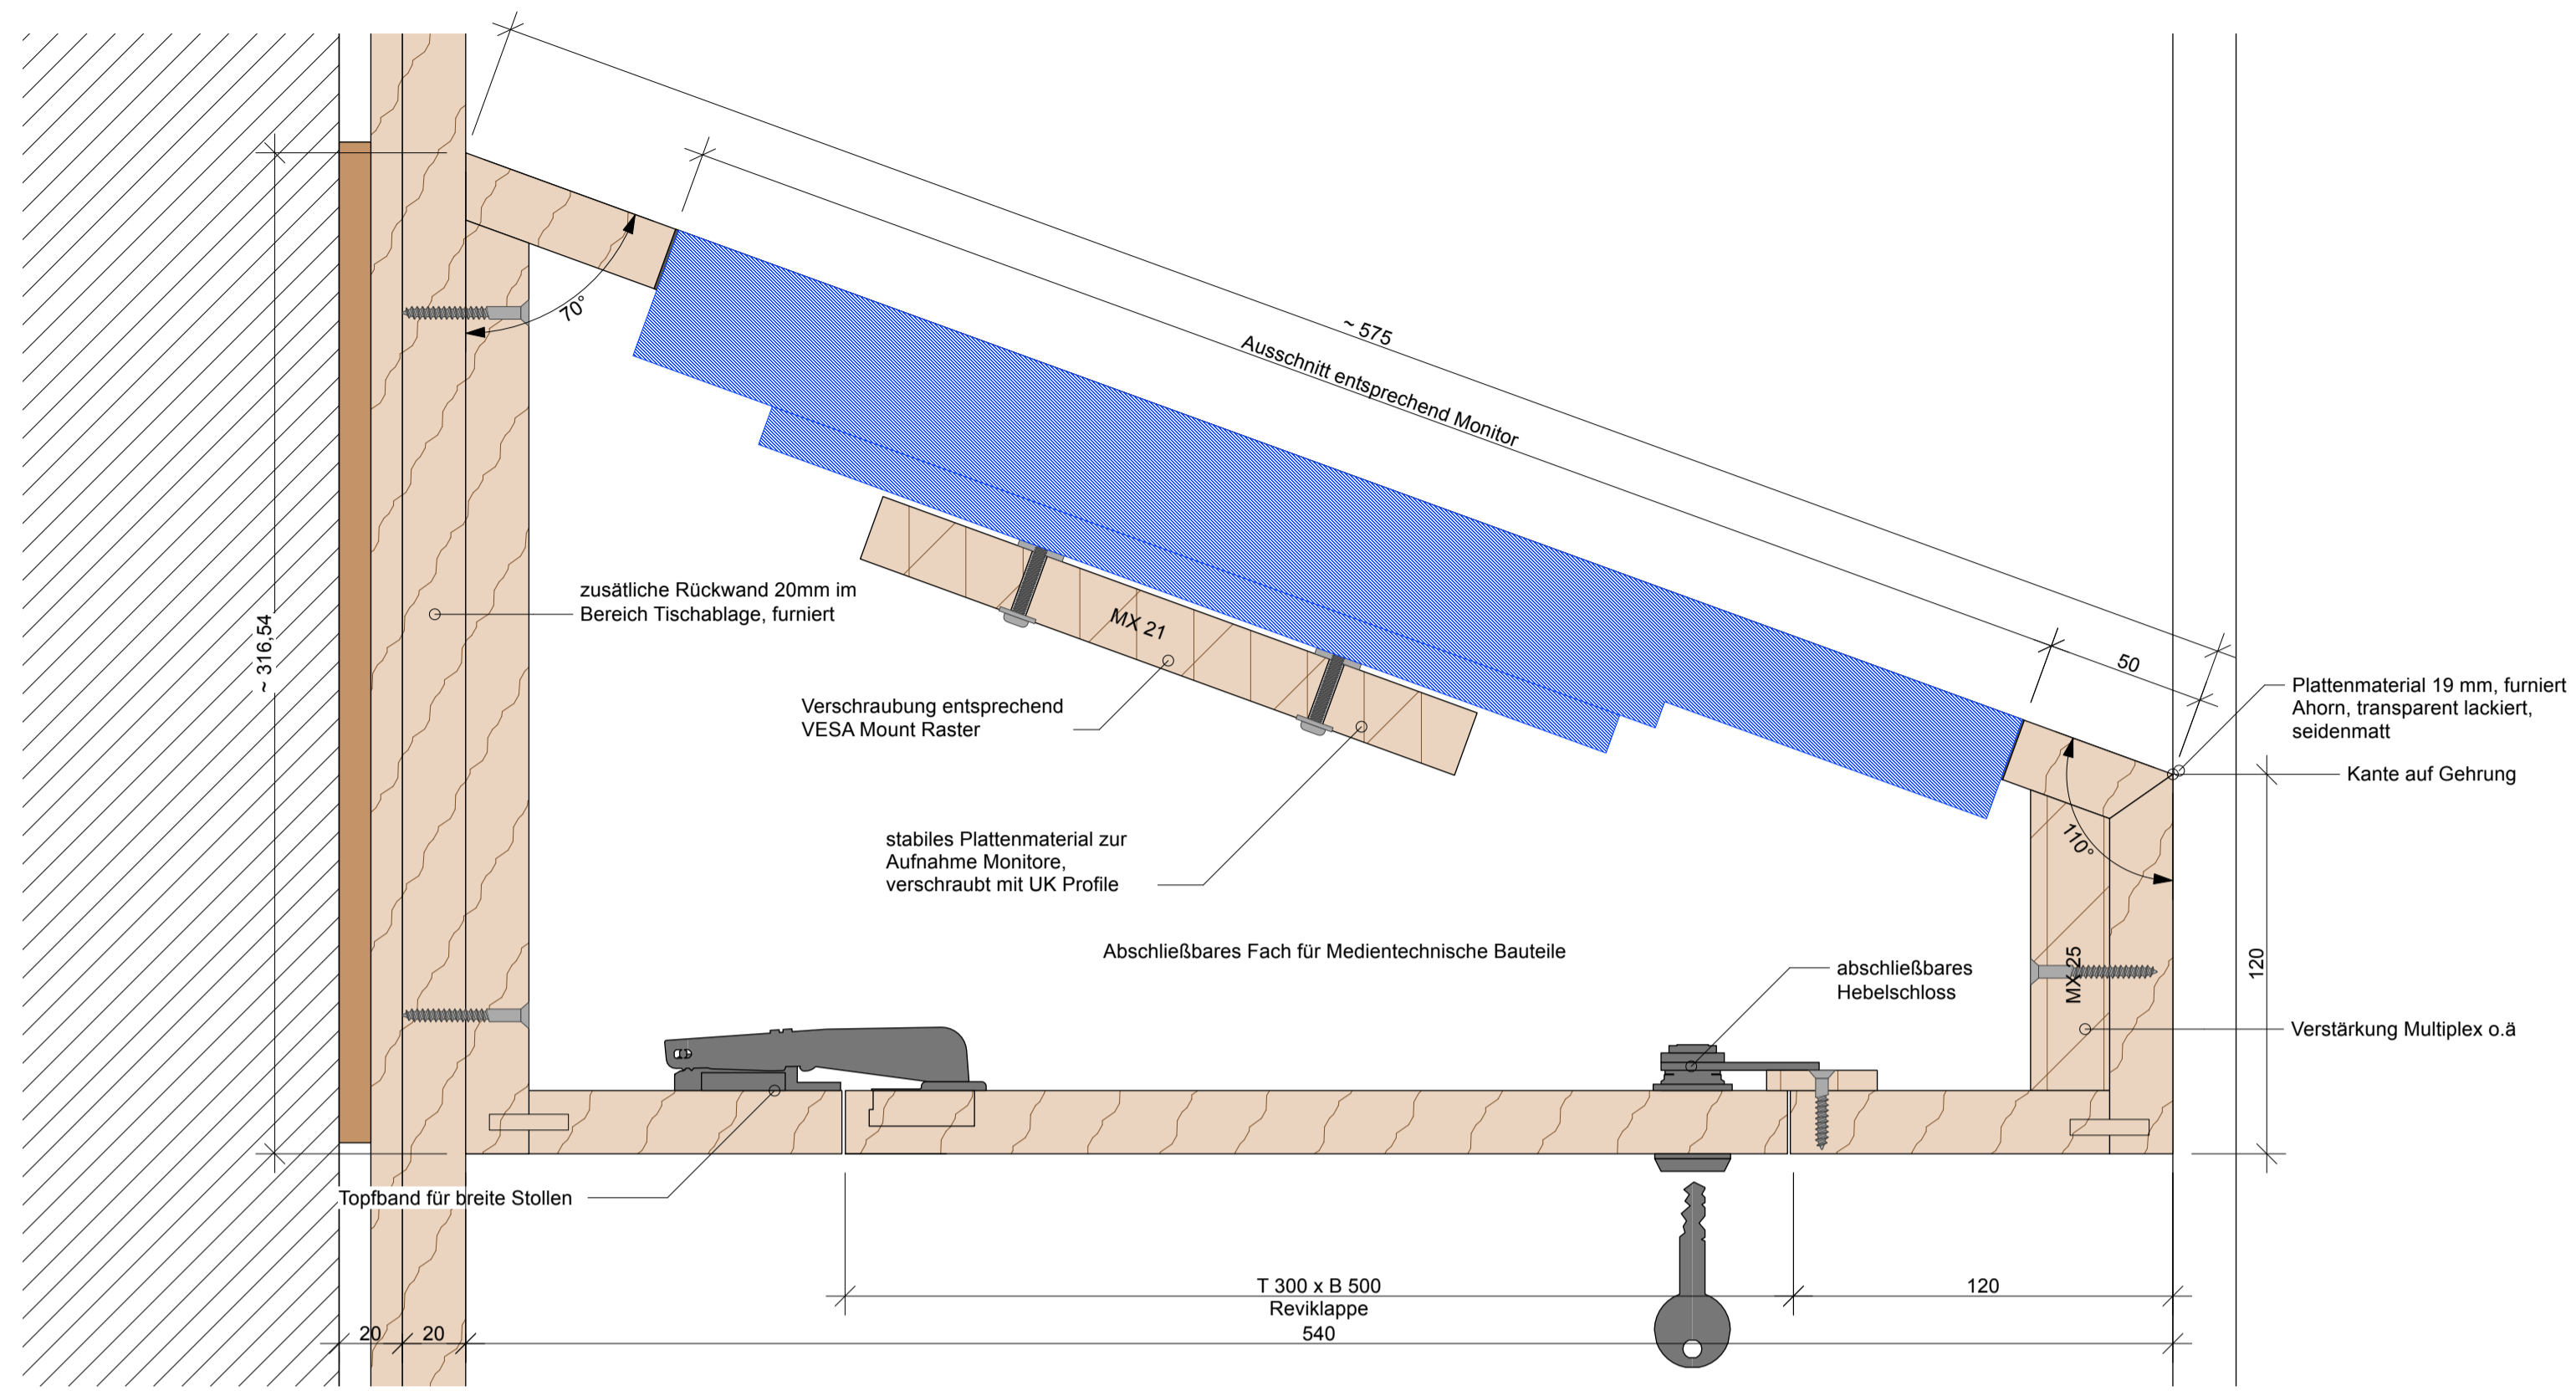 ~ 575
Ausschnitt entsprechend Monitor
70°
zusätliche Rückwand 20mm im
Bereich Tischablage, furniert
~ 316,54
MX 21
50
Plattenmaterial 19 mm, furniert
Ahorn, transparent lackiert,
seidenmatt
Verschraubung entsprechend
VESA Mount Raster
Kante auf Gehrung
110°
stabiles Plattenmaterial zur
Aufnahme Monitore,
verschraubt mit UK Profile
Abschließbares Fach für Medientechnische Bauteile
abschließbares
Hebelschloss
MX 25
120
Verstärkung Multiplex o.ä
Topfband für breite Stollen
T 300 x B 500
Reviklappe
120
20
20
540